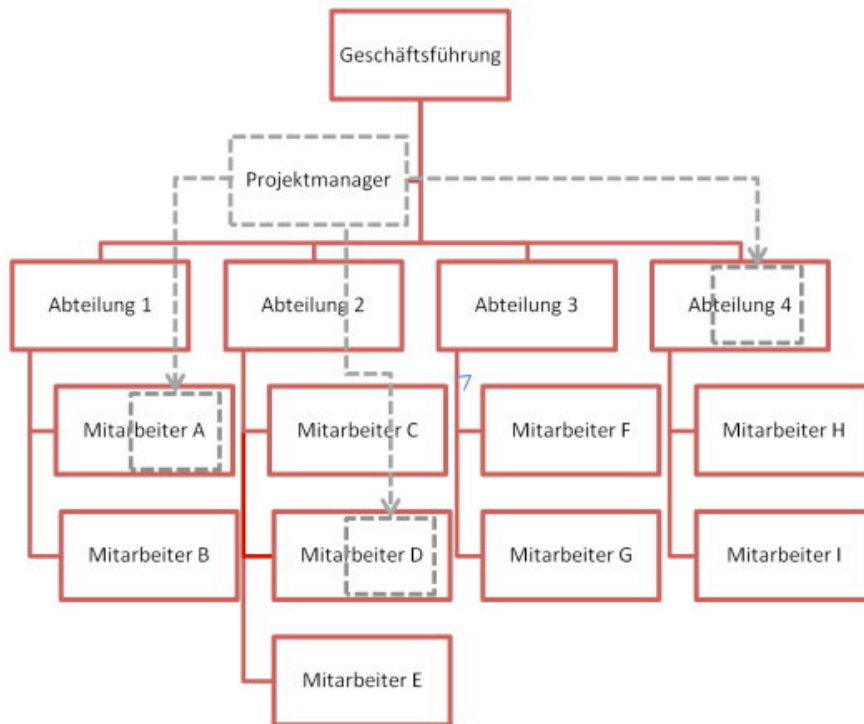 Geschäftsführung
Projektmanager
Abteilung 1
Abteilung 2
Abteilung 3
Abteilung 4
Mitarbeiter A
Mitarbeiter C
Mitarbeiter F
Mitarbeiter H
Mitarbeiter B
Mitarbeiter D
Mitarbeiter G
Mitarbeiter I
Mitarbeiter E